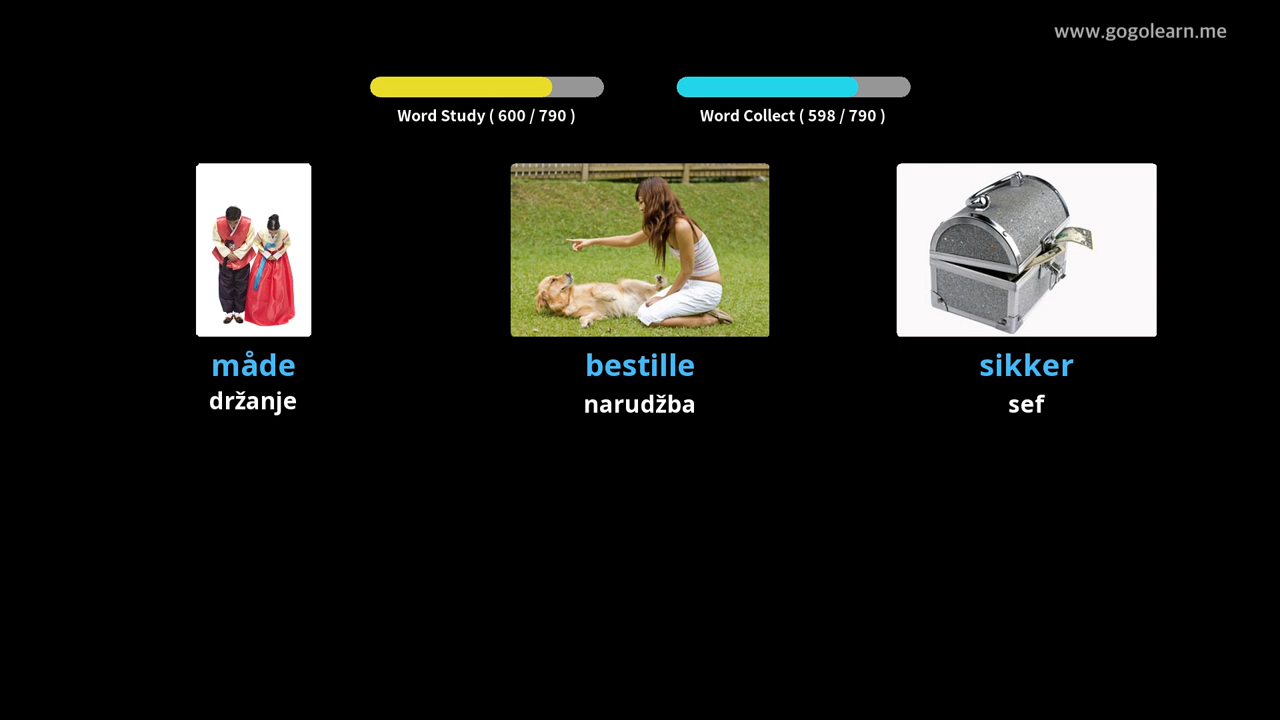 www.gogolearn.me
Word Study ( 600 / 790 )
Word Collect ( 598 / 790 )
måde
držanje
bestille
narudžba
sikker
sef